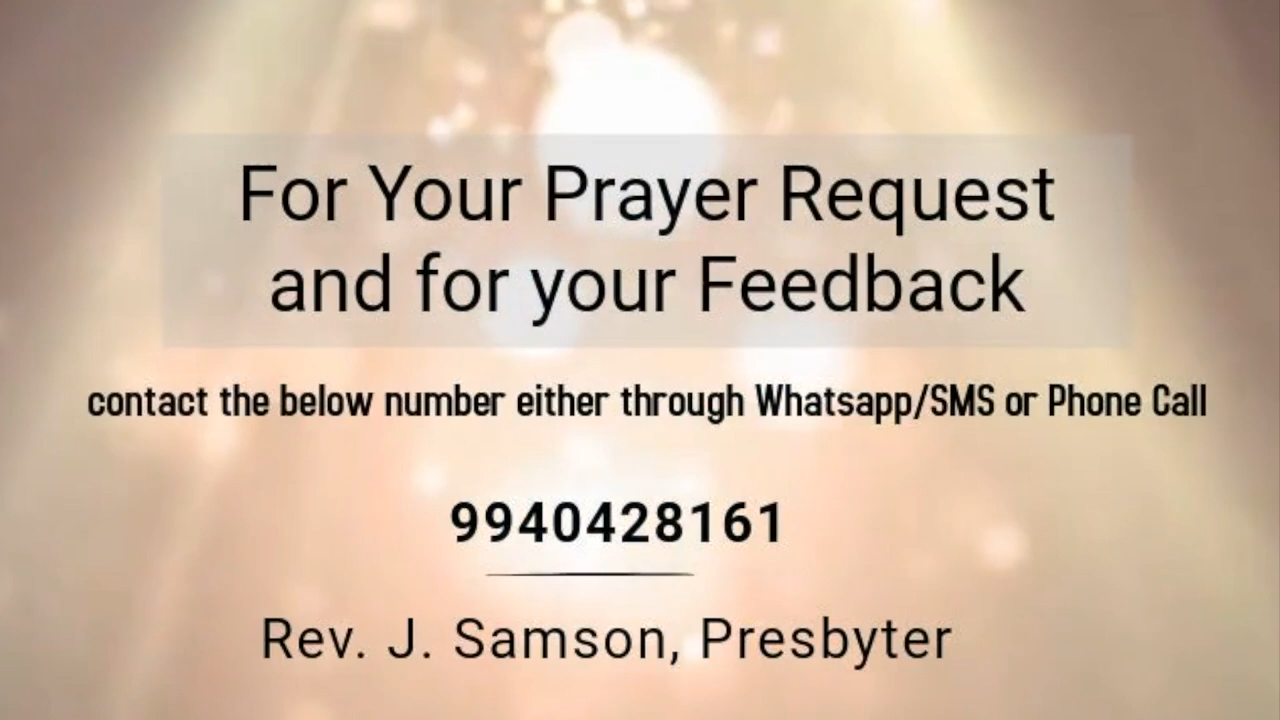 For Your Prayer Request
and for your Feedback
contact the below number either through Whatsapp/SMS or Phone Call
9940428161
Rev. J. Samson, Presbyter